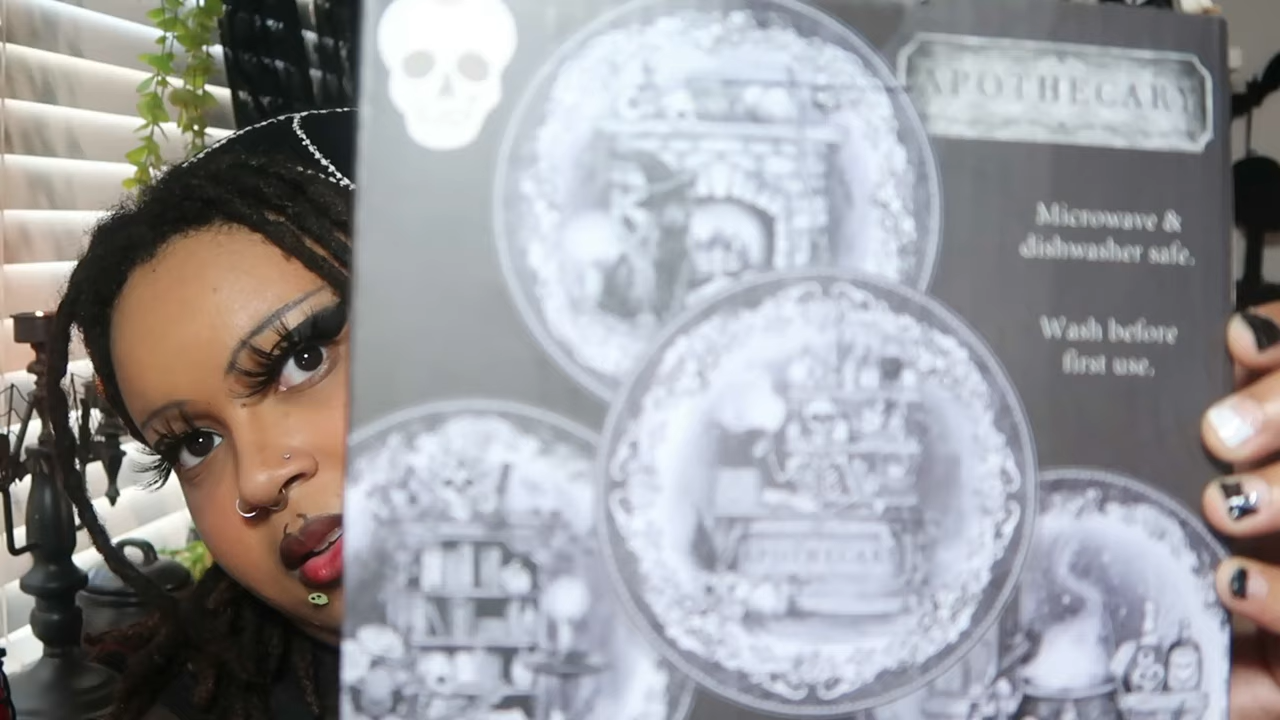 APOTHECARY
Microwave &
dishwasher safe.
Wash before
first use.